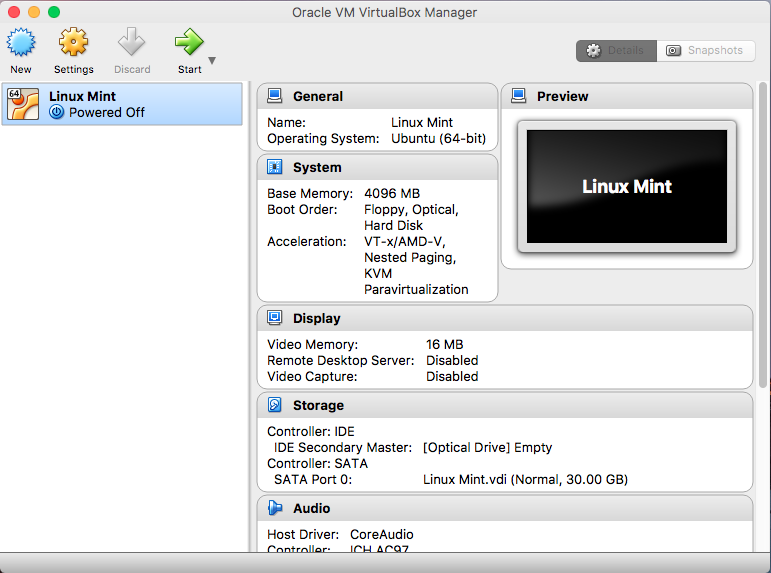 Oracle VM VirtualBox Manager
New
Settings
Discard
Start
Details
Snapshots
64
Linux Mint
Powered Off
General
Name: Linux Mint
Operating System: Ubuntu (64-bit)
System
Base Memory: 4096 MB
Boot Order: Floppy, Optical,
Hard Disk
Acceleration: VT-x/AMD-V,
Nested Paging,
KVM
Paravirtualization
Preview
Linux Mint
Display
Video Memory: 16 MB
Remote Desktop Server: Disabled
Video Capture: Disabled
Storage
Controller: IDE
IDE Secondary Master: [Optical Drive] Empty
Controller: SATA
SATA Port 0: Linux Mint.vdi (Normal, 30.00 GB)
Audio
Host Driver: CoreAudio
Controller: ICH AC97